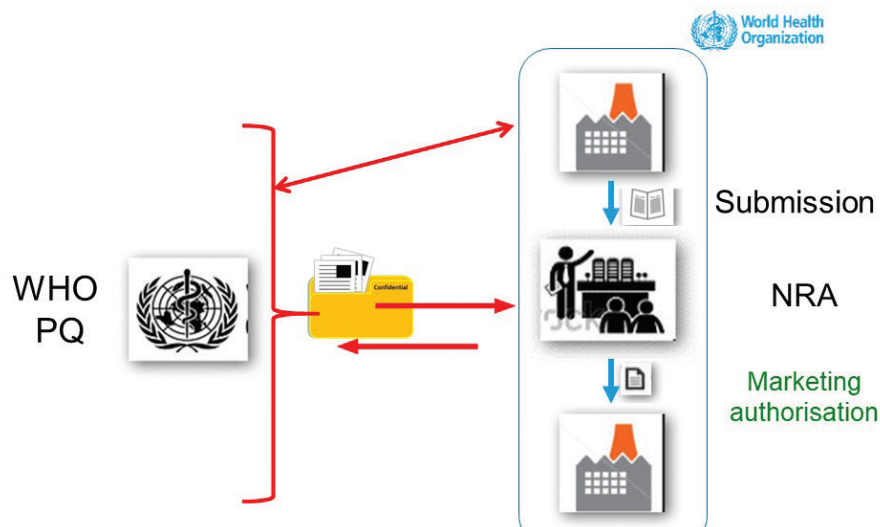 World Health
Organization
Submission
WHO
PQ
Confidential
NRA
Marketing
authorisation